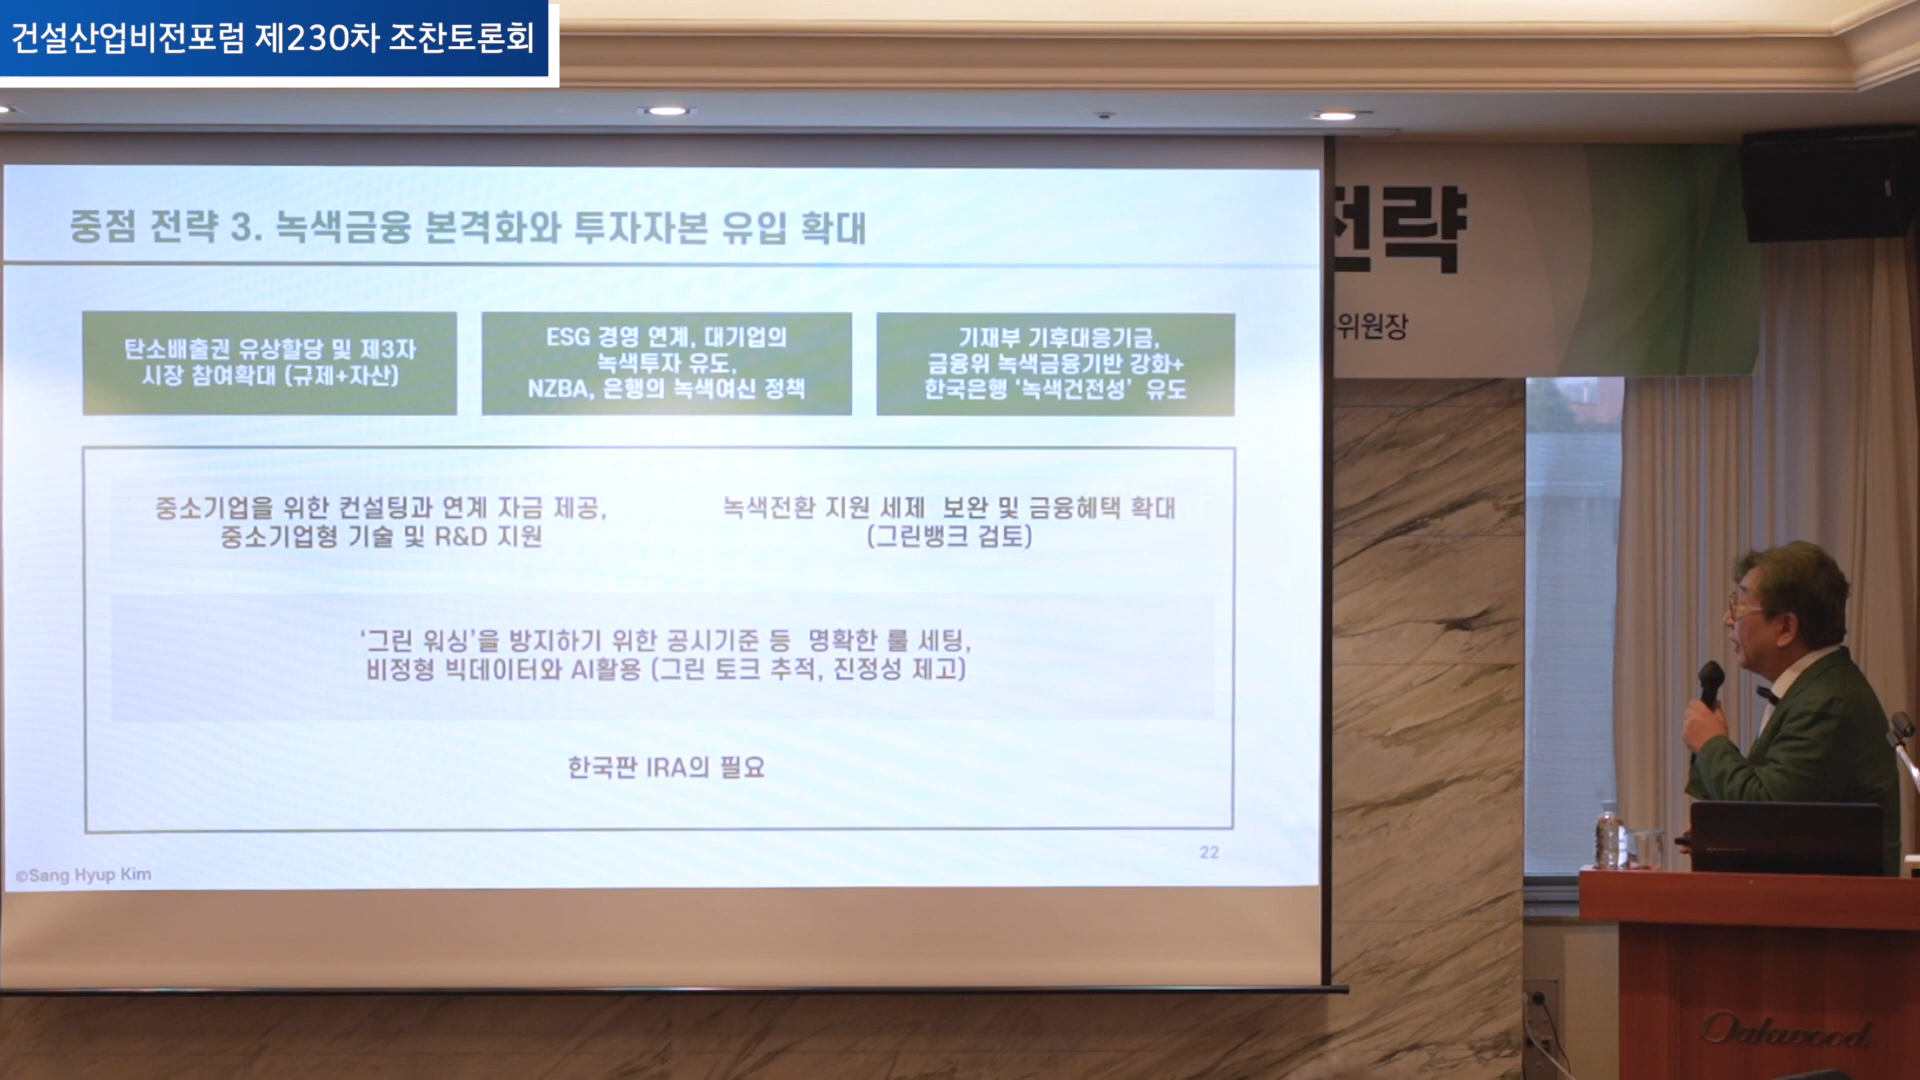 건설산업비전포럼 제230차 조찬토론회
전략
위원장
중점 전략 3. 녹색금융 본격화와 투자자본 유입 확대
탄소배출권 유상할당 및 제3자
시장 참여확대 (규제+자산)
ESG 경영 연계, 대기업의
녹색투자 유도,
NZBA, 은행의 녹색여신 정책
기재부 기후대응기금,
금융위 녹색금융기반 강화+
한국은행 ‘녹색건전성’ 유도
중소기업을 위한 컨설팅과 연계 자금 제공,
중소기업형 기술 및 R&D 지원
녹색전환 지원 세제 보완 및 금융혜택 확대
(그린뱅크 검토)
‘그린 워싱’을 방지하기 위한 공시기준 등 명확한 룰 세팅,
비정형 빅데이터와 AI활용 (그린 토크 추적, 진정성 제고)
한국판 IRA의 필요
22
©Sang Hyup Kim
Oakwood